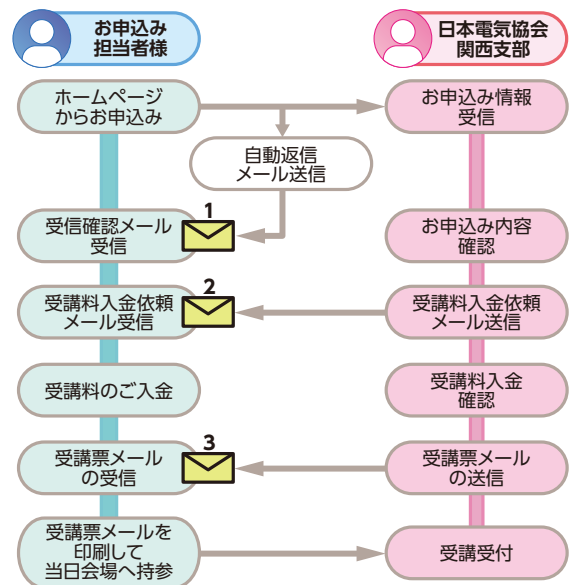 お申込み
担当者様
日本電気協会
関西支部
ホームページ
からお申込み
お申込み情報
受信
自動返信
メール送信
1
受信確認メール
受信
お申込み内容
確認
2
受講料入金依頼
メール受信
受講料入金依頼
メール送信
受講料のご入金
受講料入金
確認
3
受講票メール
の受信
受講票メール
の送信
受講票メールを
印刷して
当日会場へ持参
受講受付